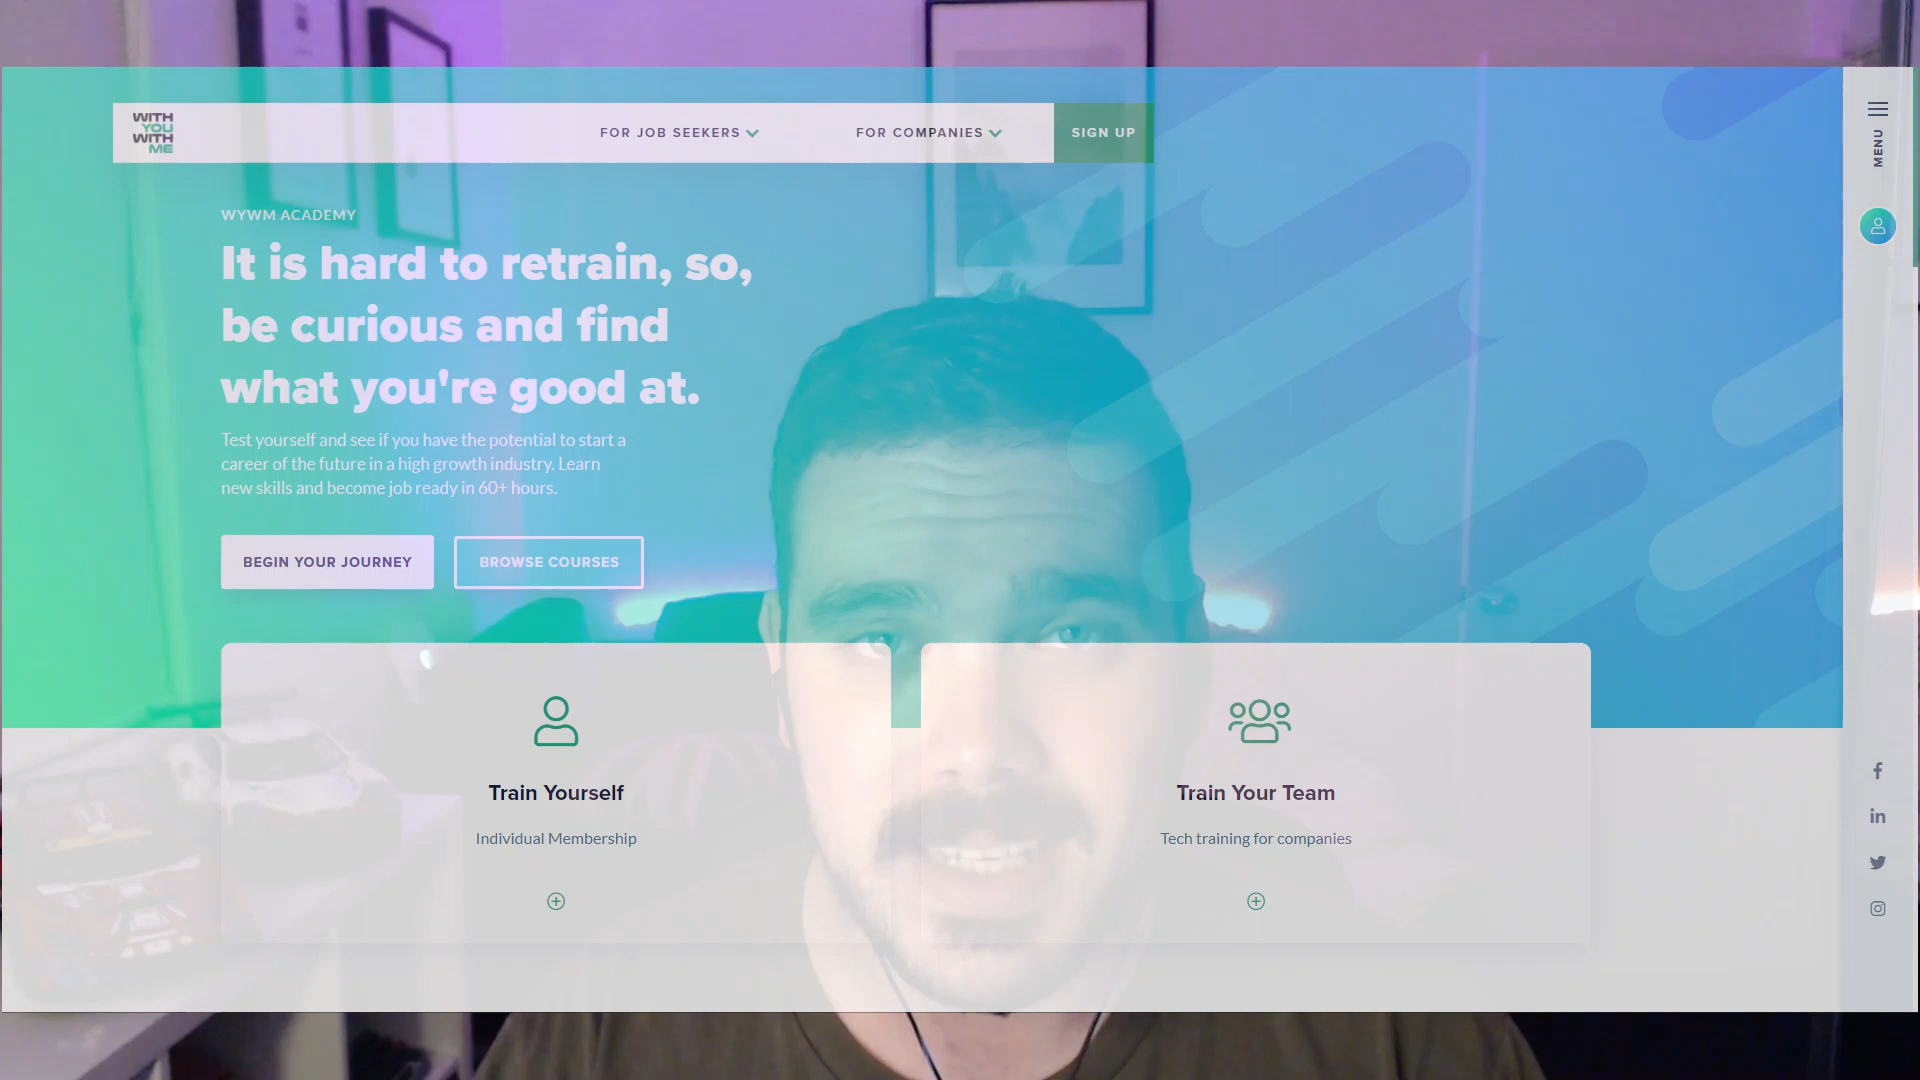 WITH
YOU
WITH
ME
FOR JOB SEEKERS
FOR COMPANIES
SIGN UP
MENU
WYWM ACADEMY
It is hard to retrain, so,
be curious and find
what you're good at.
Test yourself and see if you have the potential to start a
career of the future in a high growth industry. Learn
new skills and become job ready in 60+ hours.
BEGIN YOUR JOURNEY
BROWSE COURSES
Train Yourself
Individual Membership
Train Your Team
Tech training for companies